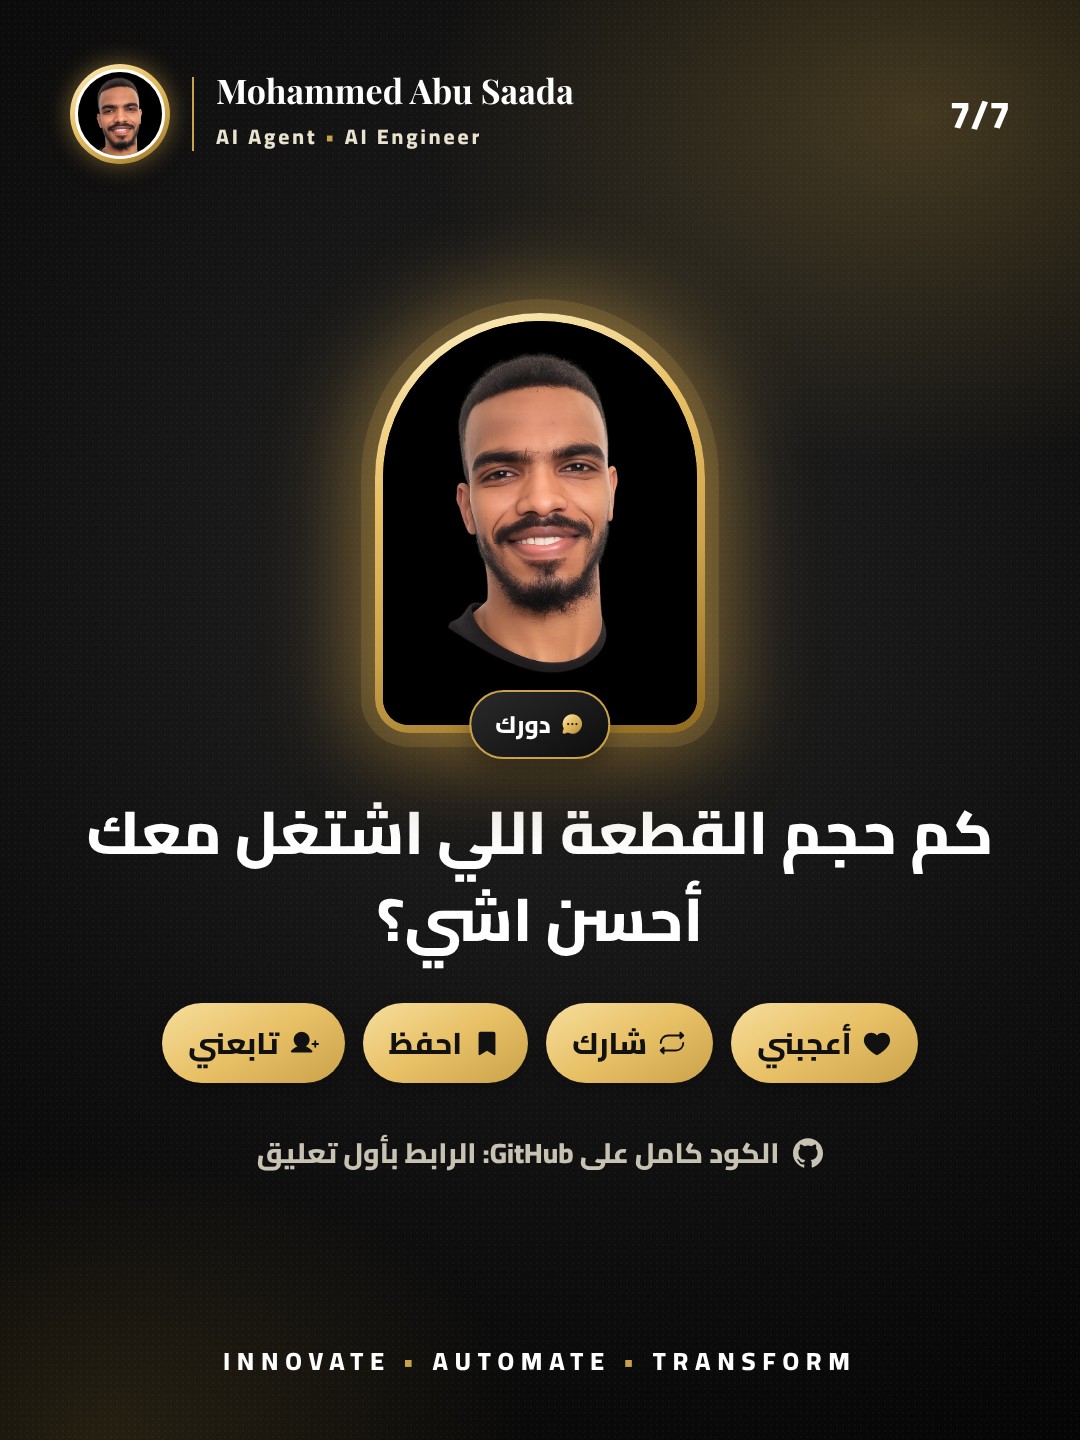 Mohammed Abu Saada
AI Agent ▪ AI Engineer
7/7
دورك
كم حجم القطعة اللي اشتغل معك
أحسن اشي؟
أعجبني
شارك
احفظ
تابعني
الكود كامل على GitHub: الرابط بأول تعليق
INNOVATE ▪ AUTOMATE ▪ TRANSFORM